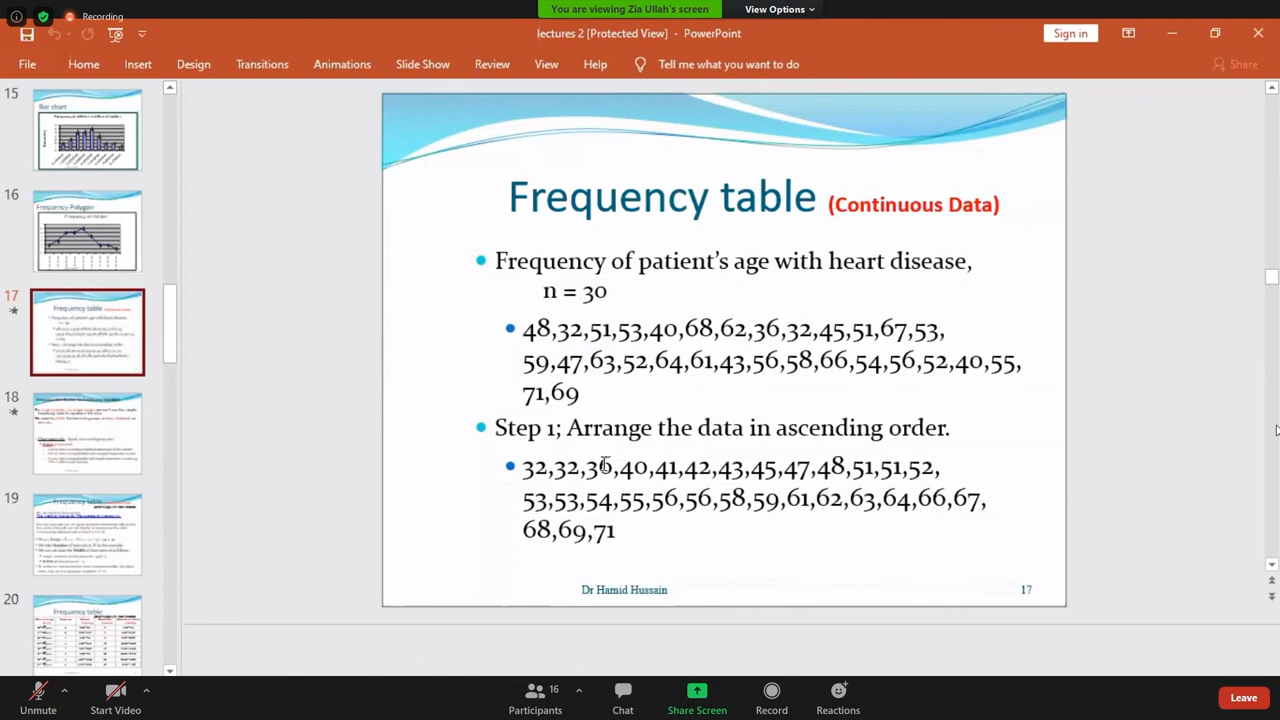 Recording
You are viewing Zia Ullah's screen
View Options
lectures 2 [Protected View] - PowerPoint
Sign in
File Home Insert Design Transitions Animations Slide Show Review View Help Tell me what you want to do Share
15
Bar chart
16
Frequency Polygon
17
Frequency table
18
19
Frequency table
20
Frequency table
Frequency table (Continuous Data)
Frequency of patient's age with heart disease,
n = 30
48,32,51,53,40,68,62,36,32,45,51,67,53
59,47,63,52,64,61,43,56,58,66,54,56,52,40,55,
71,69
Step 1; Arrange the data in ascending order.
32,32,36,40,41,42,43,45,47,48,51,51,52,
53,53,54,55,56,56,58,59,61,62,63,64,66,67,
68,69,71
Dr Hamid Hussain
17
Unmute
Start Video
16
Participants
Chat
Share Screen
Record
Reactions
Leave